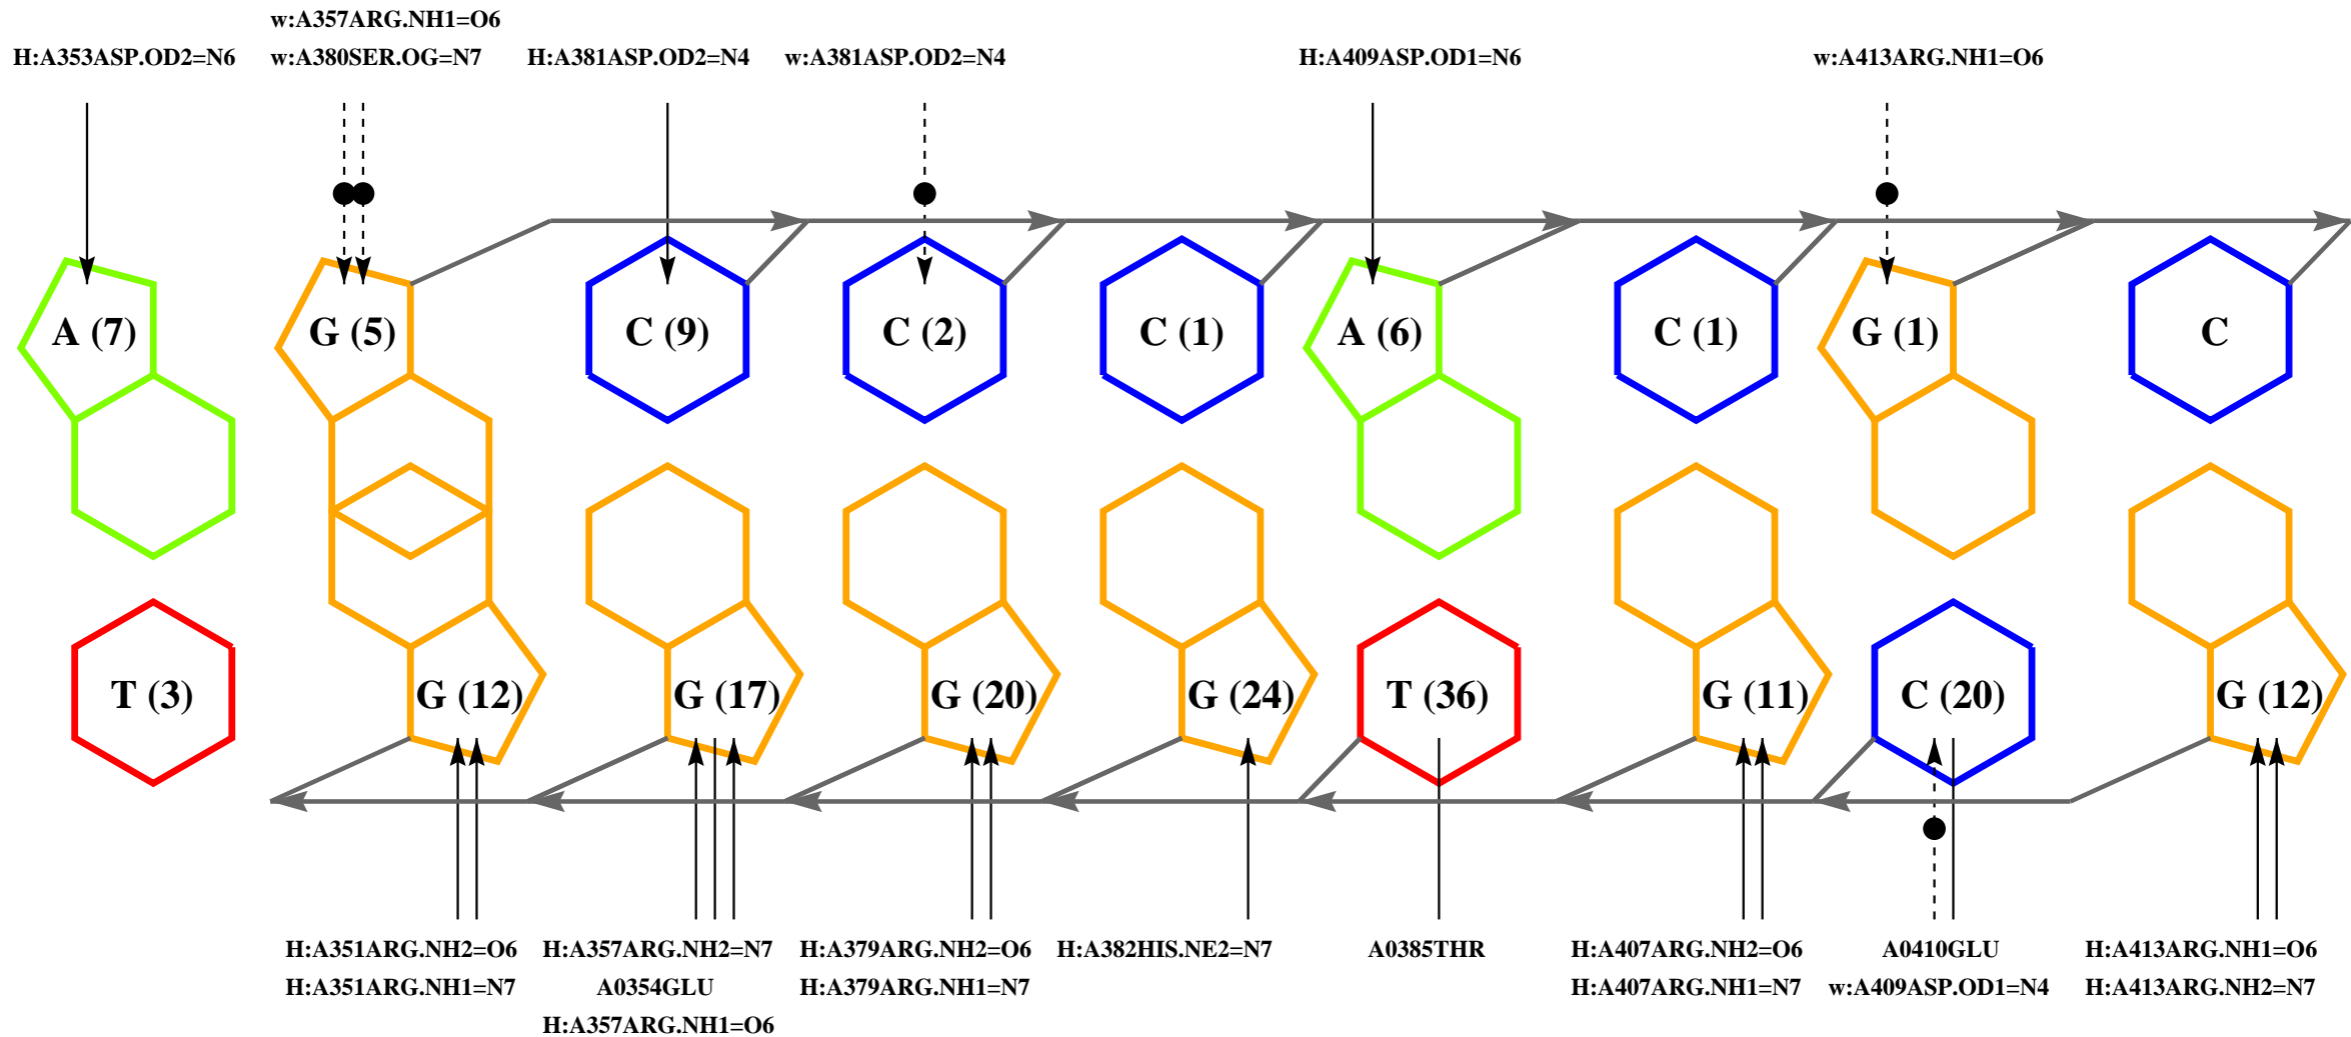 w:A357ARG.NH1=O6
H:A353ASP.OD2=N6 w:A380SER.OG=N7 H:A381ASP.OD2=N4 w:A381ASP.OD2=N4 H:A409ASP.OD1=N6 w:A413ARG.NH1=O6
A (7) G (5) C (9) C (2) C (1) A (6) C (1) G (1) C
T (3) G (12) G (17) G (20) G (24) T (36) G (11) C (20) G (12)
H:A351ARG.NH2=O6 H:A357ARG.NH2=N7 H:A379ARG.NH2=O6 H:A382HIS.NE2=N7 A0385THR H:A407ARG.NH2=O6 A0410GLU H:A413ARG.NH1=O6
H:A351ARG.NH1=N7 A0354GLU H:A379ARG.NH1=N7 H:A407ARG.NH1=N7 w:A409ASP.OD1=N4 H:A413ARG.NH2=N7
H:A357ARG.NH1=O6